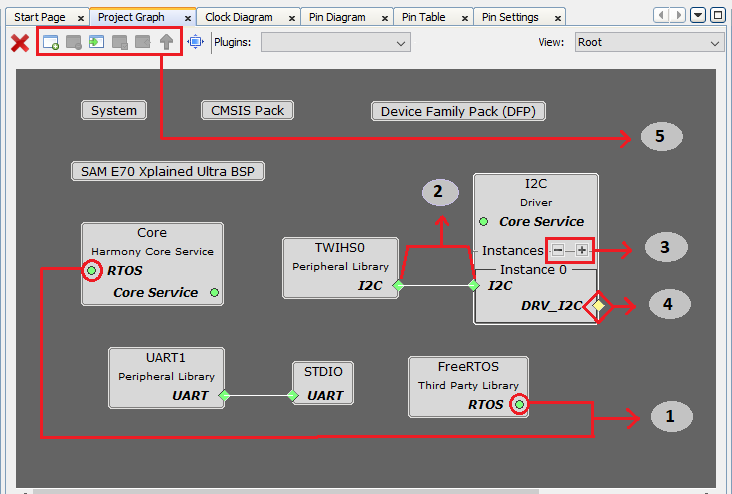 Start Page Project Graph Clock Diagram Pin Diagram Pin Table Pin Settings
Plugins: View: Root
System CMSIS Pack Device Family Pack (DFP)
5
SAM E70 Xplained Ultra BSP
2
I2C
Driver
Core Service
Instances
3
Instance 0
I2C
DRV_I2C
4
Core
Harmony Core Service
RTOS
Core Service
TWIHS0
Peripheral Library
I2C
UART1
Peripheral Library
UART
STDIO
UART
FreeRTOS
Third Party Library
RTOS
1